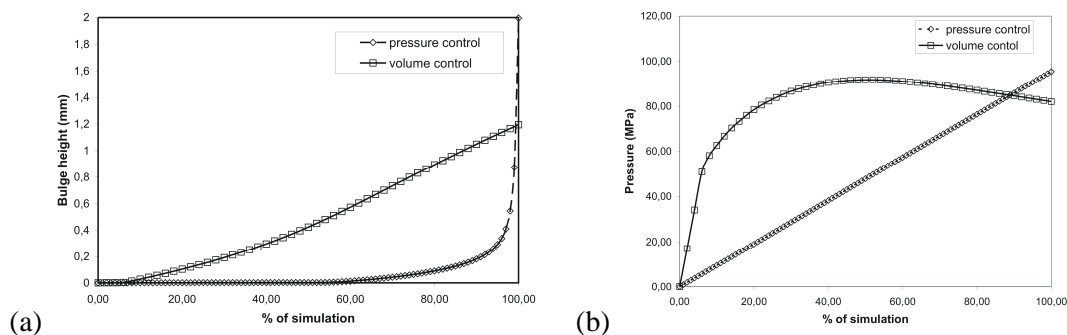 2
1,8
1,6
1,4
1,2
1
0,8
0,6
0,4
0,2
0
Bulge height (mm)
pressure control
volume control
0,00 20,00 40,00 60,00 80,00 100,00
% of simulation
(a)
120,00
100,00
80,00
60,00
40,00
20,00
0,00
Pressure (MPa)
pressure control
volume contol
0,00 20,00 40,00 60,00 80,00 100,00
% of simulation
(b)